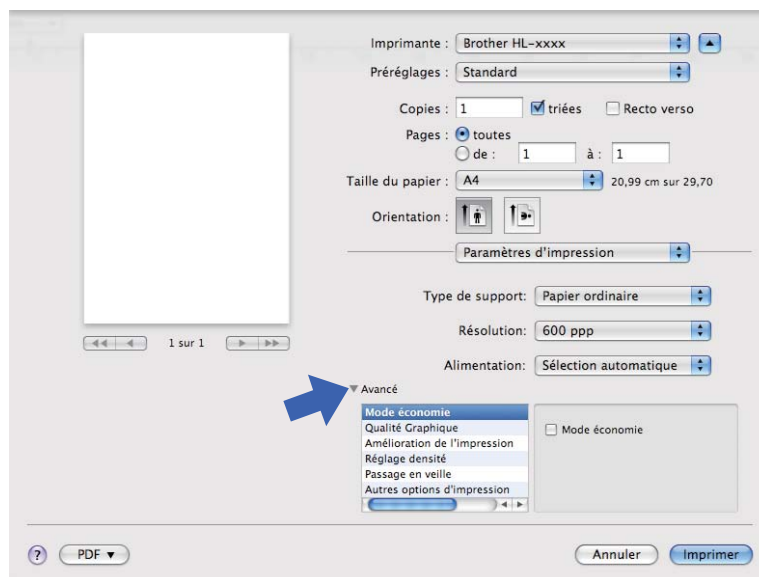 Imprimante : Brother HL-xxxx
Préréglages : Standard
Copies : 1 triées Recto verso
Pages : toutes
de : 1 à : 1
Taille du papier : A4 20,99 cm sur 29,70
Orientation :
Paramètres d'impression
Type de support: Papier ordinaire
Résolution: 600 ppp
Alimentation: Sélection automatique
1 sur 1
Avancé
Mode économie
Qualité Graphique
Amélioration de l'impression
Réglage densité
Passage en veille
Autres options d'impression
Mode économie
? PDF Annuler Imprimer